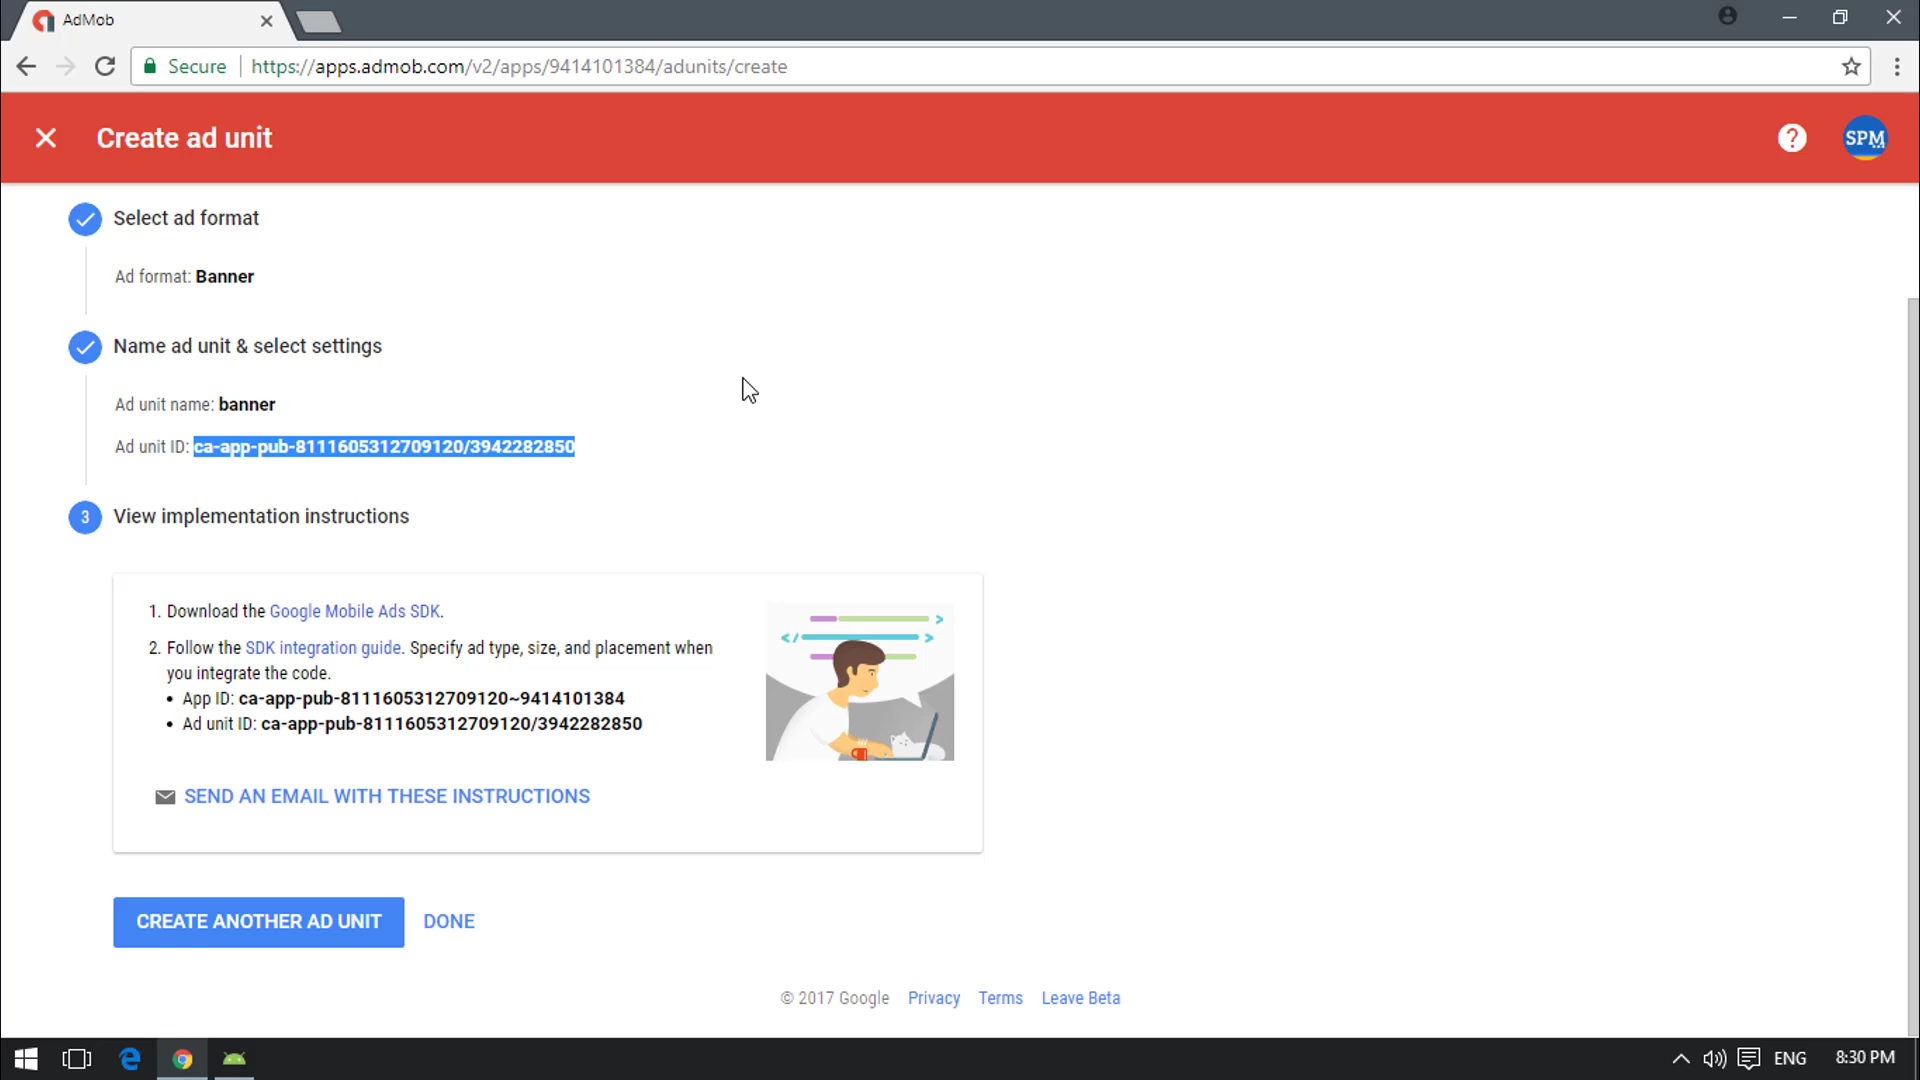 AdMob
Secure
https://apps.admob.com/v2/apps/9414101384/adunits/create
Create ad unit
?
SPM
Select ad format
Ad format: Banner
Name ad unit & select settings
Ad unit name: banner
Ad unit ID: ca-app-pub-8111605312709120/3942282850
3
View implementation instructions
1. Download the Google Mobile Ads SDK.
2. Follow the SDK integration guide. Specify ad type, size, and placement when
you integrate the code.
• App ID: ca-app-pub-8111605312709120~9414101384
• Ad unit ID: ca-app-pub-8111605312709120/3942282850
SEND AN EMAIL WITH THESE INSTRUCTIONS
CREATE ANOTHER AD UNIT
DONE
© 2017 Google Privacy Terms Leave Beta
ENG
8:30 PM